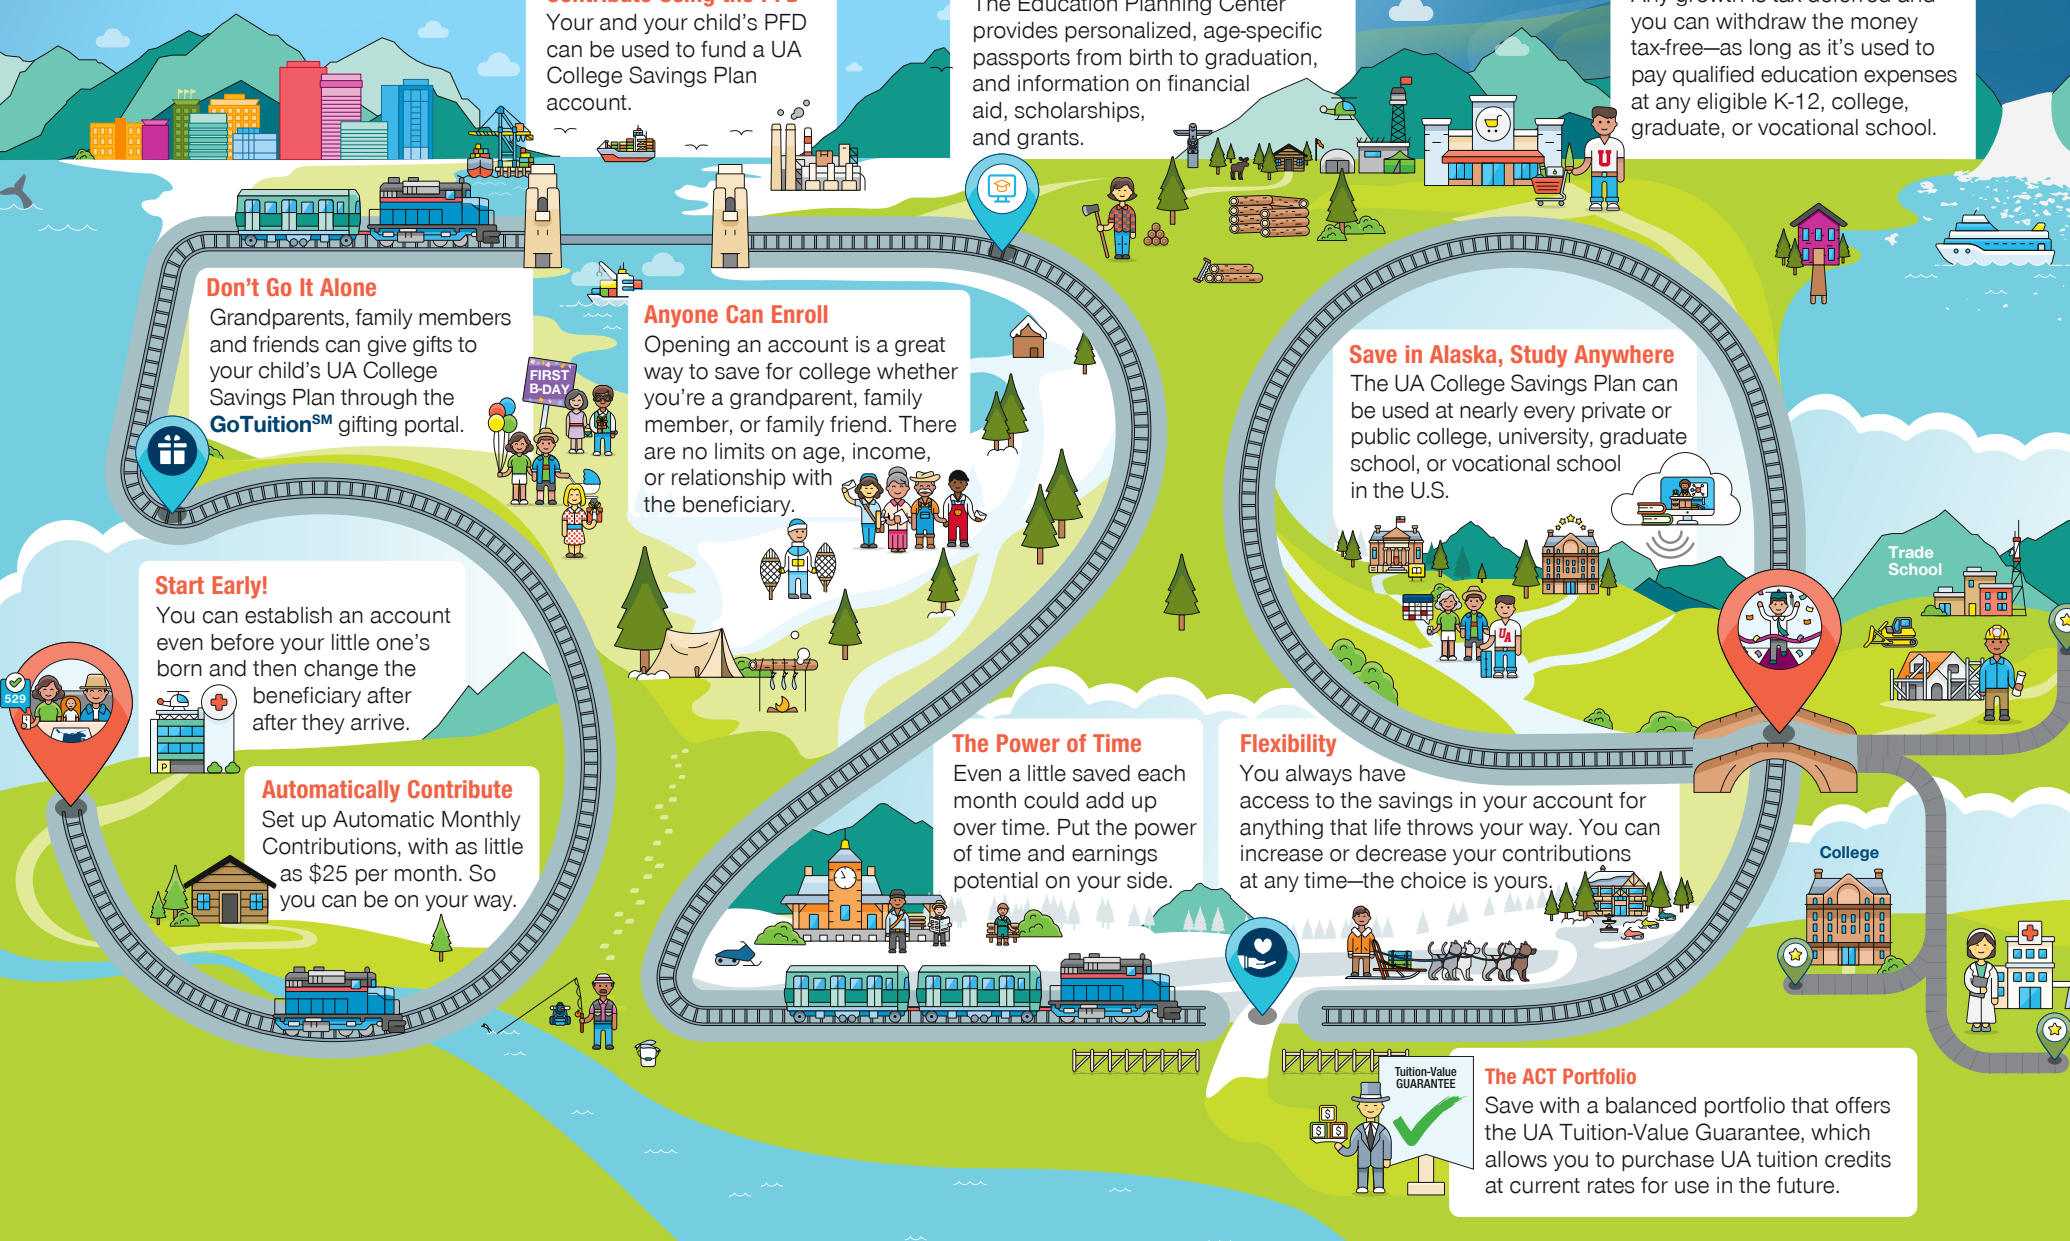 Contribute Using the PFD
Your and your child's PFD
can be used to fund a UA
College Savings Plan
account.
The Education Planning Center
provides personalized, age-specific
passports from birth to graduation,
and information on financial
aid, scholarships,
and grants.
Any growth is tax-deferred and
you can withdraw the money
tax-free—as long as it's used to
pay qualified education expenses
at any eligible K-12, college,
graduate, or vocational school.
U
Don't Go It Alone
Grandparents, family members
and friends can give gifts to
your child's UA College
Savings Plan through the
GoTuition℠ gifting portal.
FIRST
B-DAY
Anyone Can Enroll
Opening an account is a great
way to save for college whether
you're a grandparent, family
member, or family friend. There
are no limits on age, income,
or relationship with
the beneficiary.
Save in Alaska, Study Anywhere
The UA College Savings Plan can
be used at nearly every private or
public college, university, graduate
school, or vocational school
in the U.S.
UA
Trade
School
Start Early!
You can establish an account
even before your little one's
born and then change the
beneficiary after
after they arrive.
529
P
Automatically Contribute
Set up Automatic Monthly
Contributions, with as little
as $25 per month. So
you can be on your way.
The Power of Time
Even a little saved each
month could add up
over time. Put the power
of time and earnings
potential on your side.
Flexibility
You always have
access to the savings in your account for
anything that life throws your way. You can
increase or decrease your contributions
at any time—the choice is yours.
College
Tuition-Value
GUARANTEE
$
$ $
The ACT Portfolio
Save with a balanced portfolio that offers
the UA Tuition-Value Guarantee, which
allows you to purchase UA tuition credits
at current rates for use in the future.